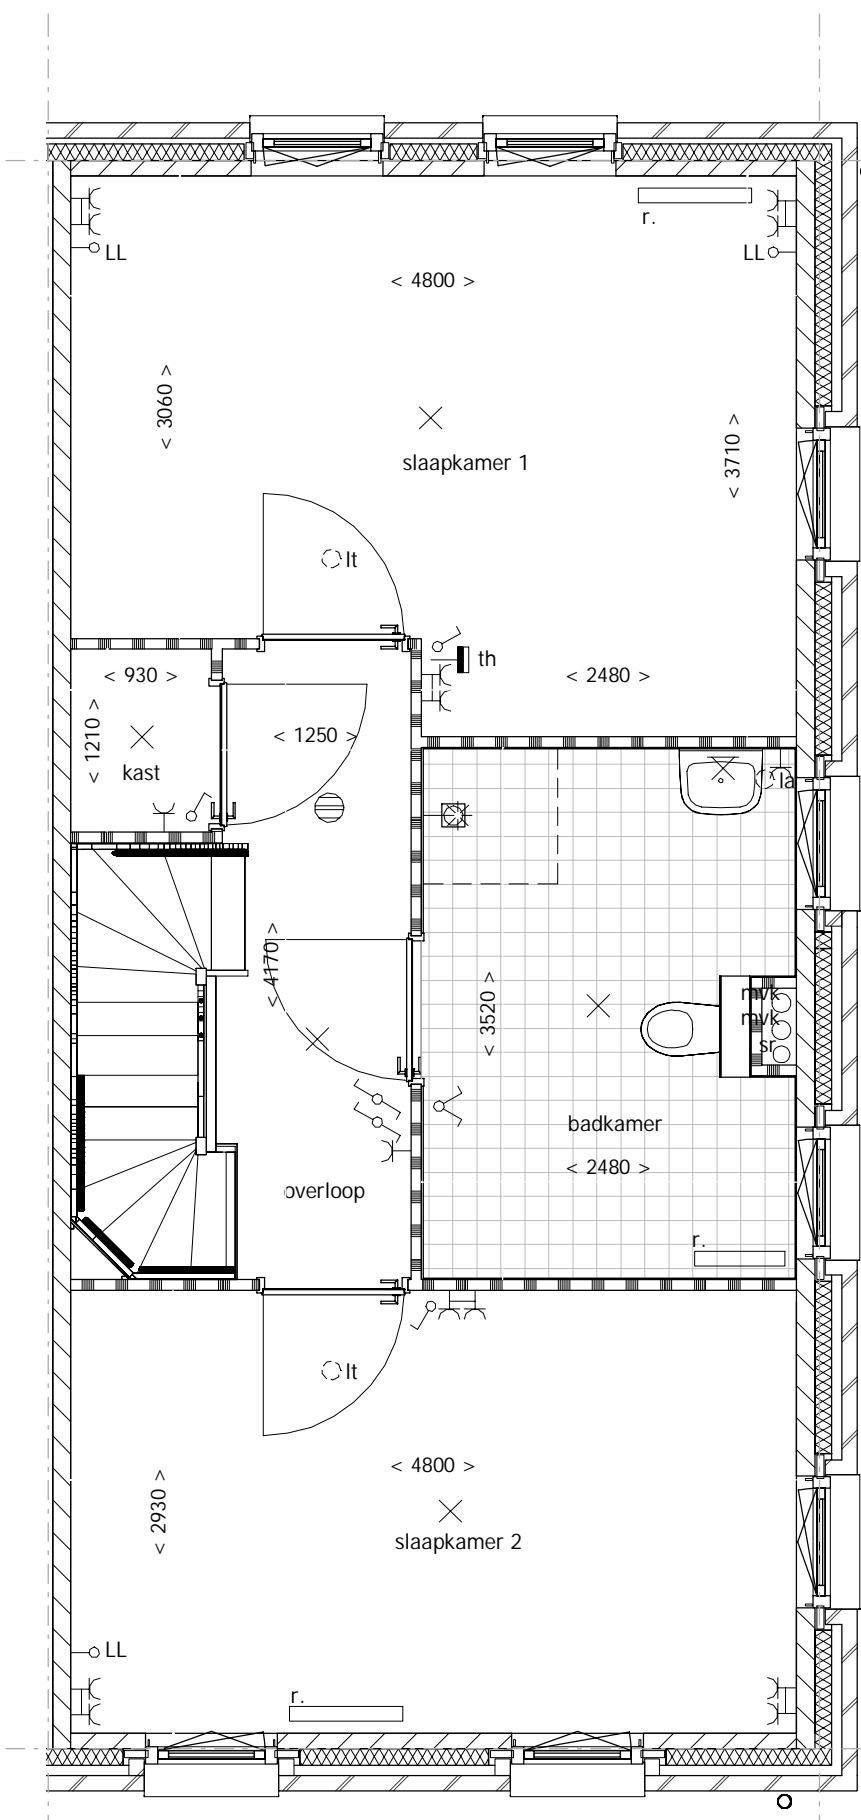 r.
LL
LL
< 4800 >
< 3060 >
< 3710 >
slaapkamer 1
lt
th
< 930 >
< 2480 >
< 1210 >
< 1250 >
kast
la
< 4170 >
< 3520 >
mvk
mvk
sr
badkamer
< 2480 >
overloop
r.
lt
< 4800 >
< 2930 >
slaapkamer 2
LL
r.